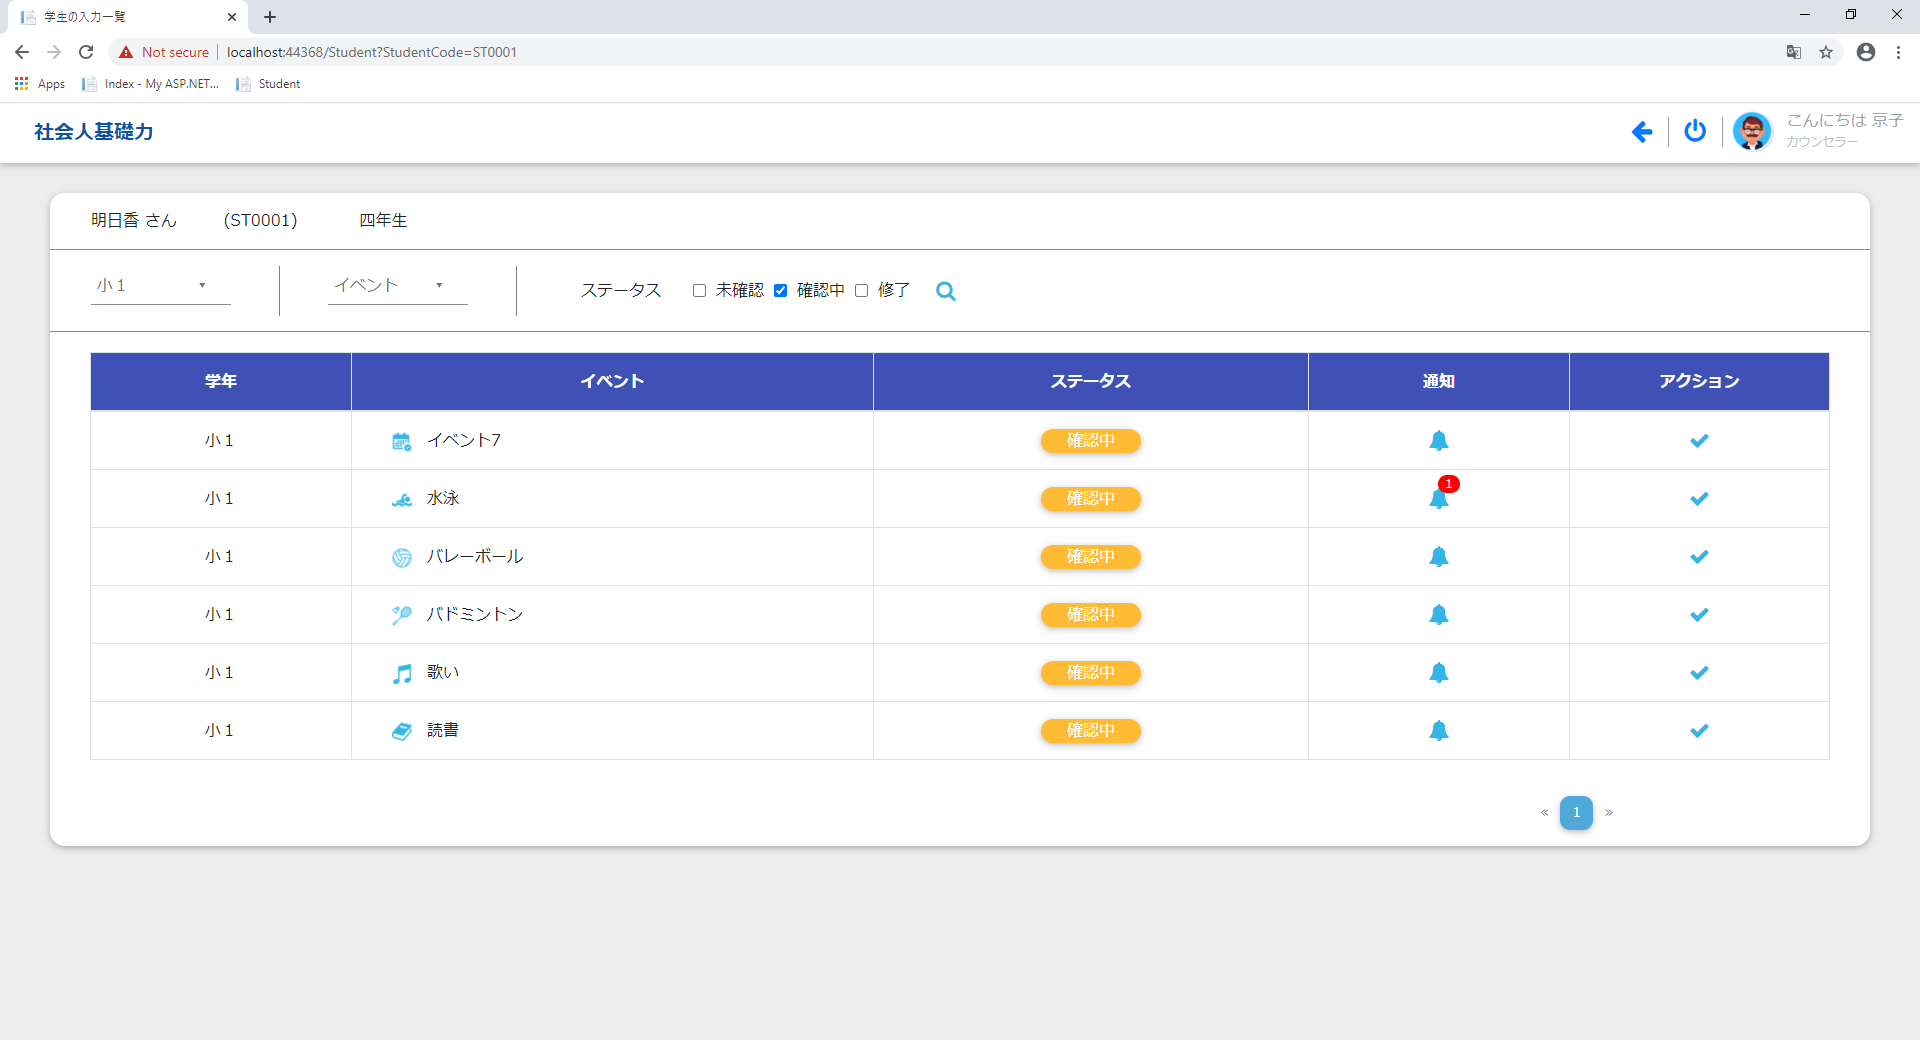 学生の入力一覧
Not secure
localhost:44368/Student?StudentCode=ST0001
Apps
Index - My ASP.NET...
Student
社会人基礎力
こんにちは 京子
カウンセラー
明日香 さん (ST0001) 四年生
小１ イベント ステータス 未確認 確認中 修了
学年 イベント ステータス 通知 アクション
小１ イベント7 確認中
小１ 水泳 確認中 1
小１ バレーボール 確認中
小１ バドミントン 確認中
小１ 歌い 確認中
小１ 読書 確認中
« 1 »